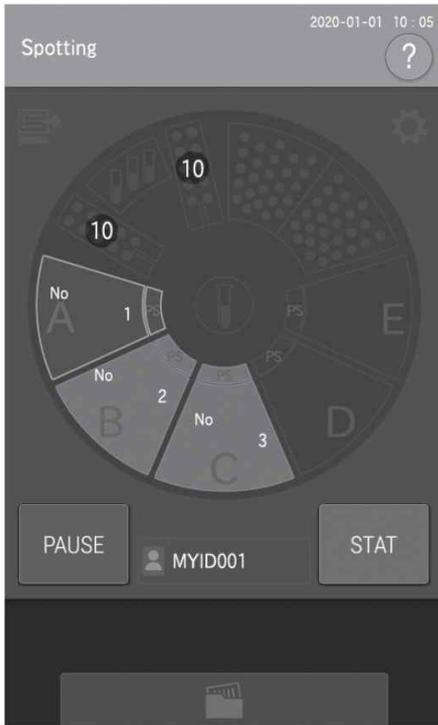 2020-01-01 10:05
Spotting
?
10
10
No
1
PS
A
PS
E
No
PS
PS
2
B
PS
No
3
C
D
PAUSE
MYID001
STAT